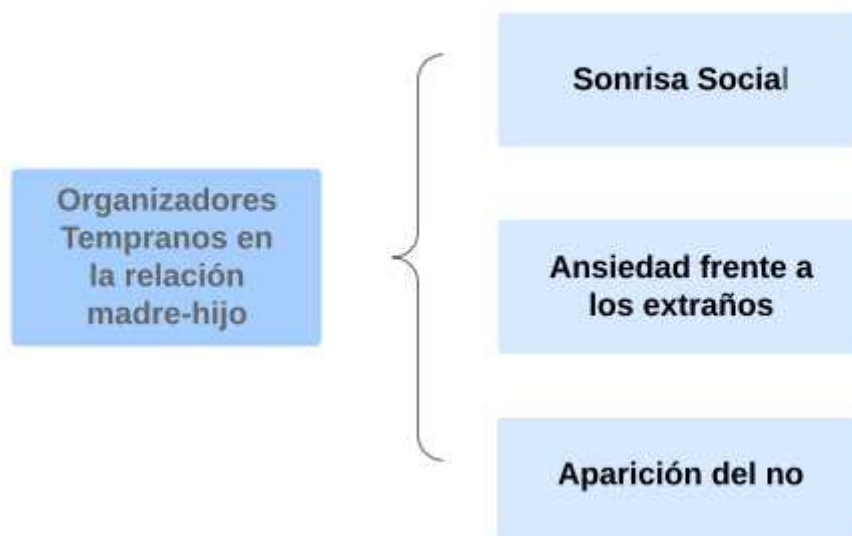 Sonrisa Social
Organizadores
Tempranos en
la relación
madre-hijo
Ansiedad frente a
los extraños
Aparición del no